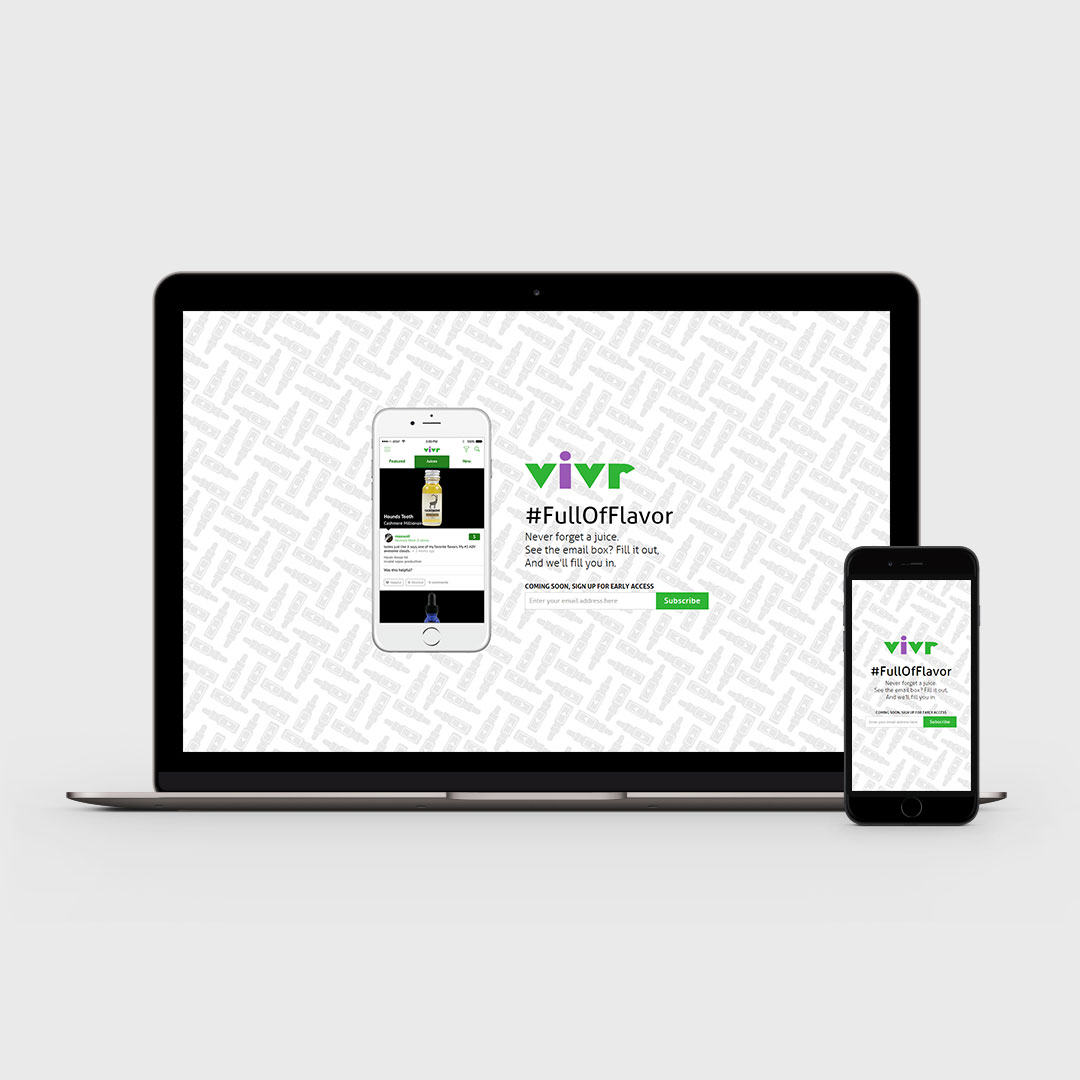 100%
vivr
Featured
Juices
New
Hounds Tooth
Cashmere Millionaire
awesome clouds.
Was this helpful?
vivr
#FullOfFlavor
Never forget a juice.
See the email box? Fill it out,
And we'll fill you in.
COMING SOON, SIGN UP FOR EARLY ACCESS
Enter your email address here
Subscribe
vivr
#FullOfFlavor
Never forget a juice.
See the email box? Fill it out,
And we'll fill you in.
COMING SOON, SIGN UP FOR EARLY ACCESS
Enter your email address here
Subscribe